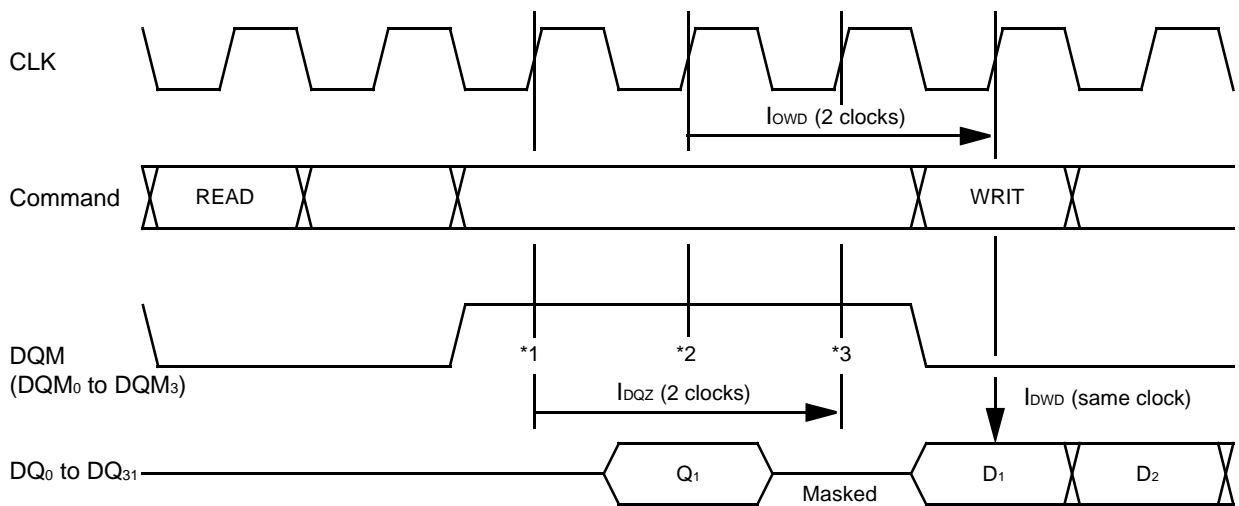 CLK
IOWD (2 clocks)
Command
READ
WRIT
*1
*2
*3
DQM
(DQM0 to DQM3)
IDQZ (2 clocks)
IDWD (same clock)
DQ0 to DQ31
Q1
Masked
D1
D2